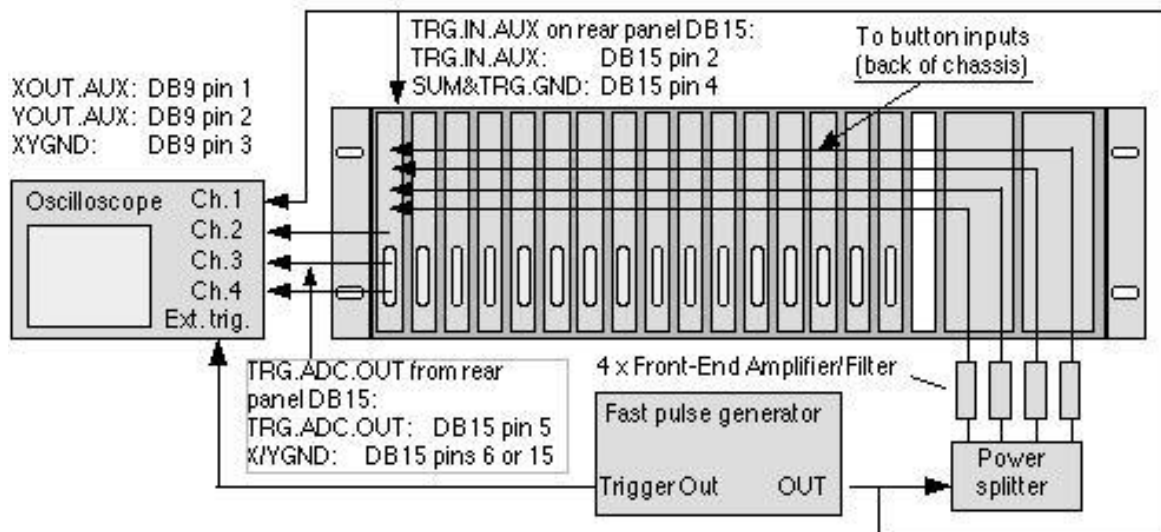 TRG.IN.AUX on rear panel DB15:
TRG.IN.AUX: DB15 pin 2
SUM&TRG.GND: DB15 pin 4
To button inputs
(back of chassis)
XOUT.AUX: DB9 pin 1
YOUT.AUX: DB9 pin 2
XYGND: DB9 pin 3
Oscilloscope
Ch.1
Ch.2
Ch.3
Ch.4
Ext.trig.
TRG.ADC.OUT from rear
panel DB15:
TRG.ADC.OUT: DB15 pin 5
X/YGND: DB15 pins 6 or 15
4 x Front-End Amplifier/Filter
Fast pulse generator
Trigger Out OUT
Power
splitter